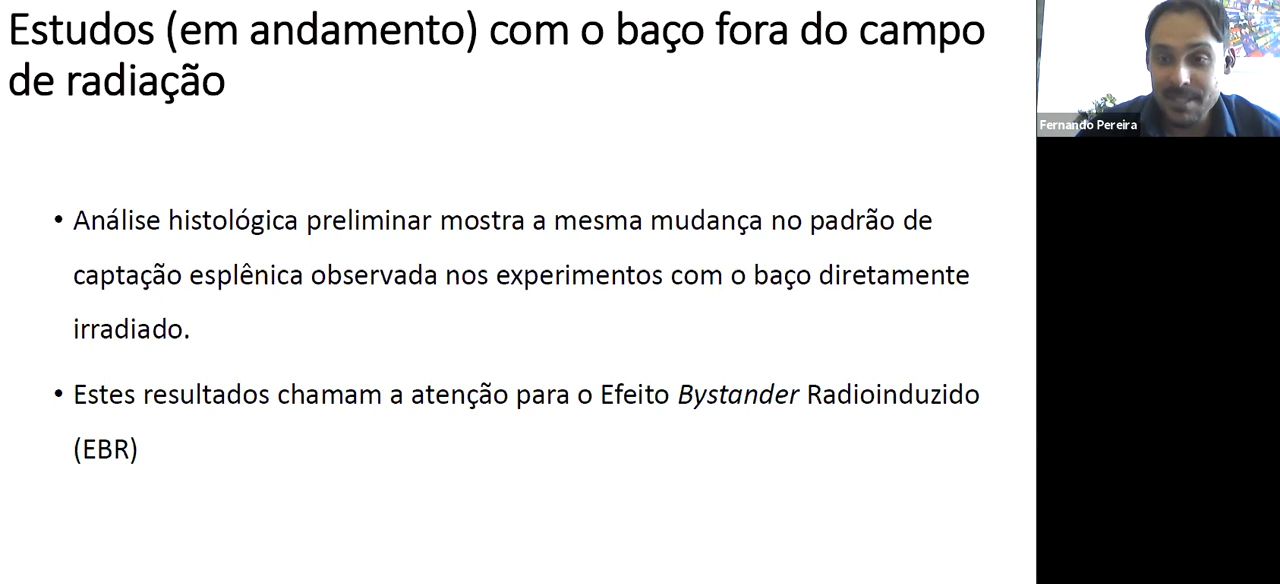 Estudos (em andamento) com o baço fora do campo
de radiação
Fernando Pereira
• Análise histológica preliminar mostra a mesma mudança no padrão de
captação esplênica observada nos experimentos com o baço diretamente
irradiado.
• Estes resultados chamam a atenção para o Efeito Bystander Radioinduzido
(EBR)